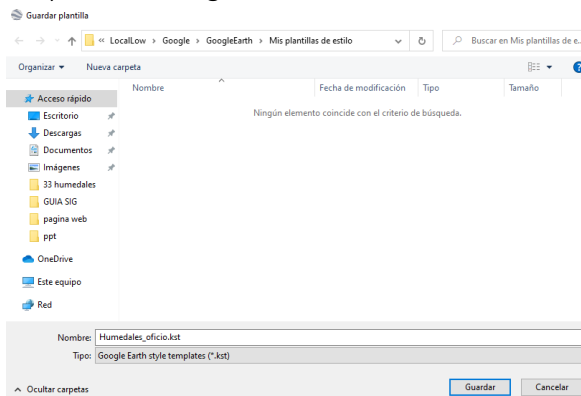 Guardar plantilla
« LocalLow › Google › GoogleEarth › Mis plantillas de estilo
Buscar en Mis plantillas de e...
Organizar Nueva carpeta
Nombre Fecha de modificación Tipo Tamaño
Ningún elemento coincide con el criterio de búsqueda.
Acceso rápido
Escritorio
Descargas
Documentos
Imágenes
33 humedales
GUIA SIG
pagina web
ppt
OneDrive
Este equipo
Red
Nombre: Humedales_oficio.kst
Tipo: Google Earth style templates (*.kst)
Ocultar carpetas Guardar Cancelar